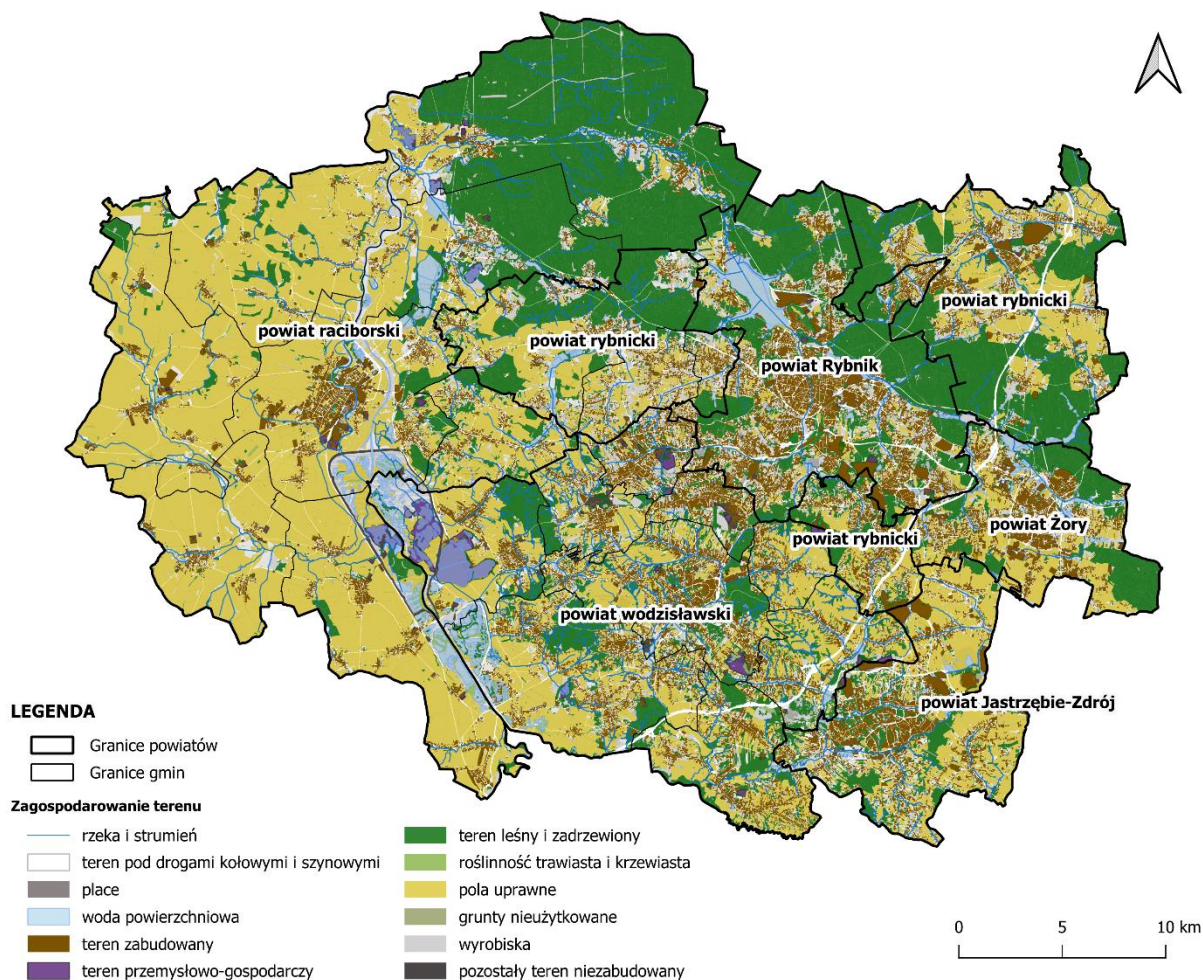 powiat rybnicki
powiat raciborski
powiat rybnicki
powiat Rybnik
powiat Żory
powiat rybnicki
powiat wodzisławski
powiat Jastrzębie-Zdrój
LEGENDA
Granice powiatów
Granice gmin
Zagospodarowanie terenu
rzeka i strumień
teren pod drogami kołowymi i szynowymi
place
woda powierzchniowa
teren zabudowany
teren przemysłowo-gospodarczy
teren leśny i zadrzewiony
roślinność trawiasta i krzewiasta
pola uprawne
grunty nieużytkowane
wyrobiska
pozostały teren niezabudowany
0 5 10 km